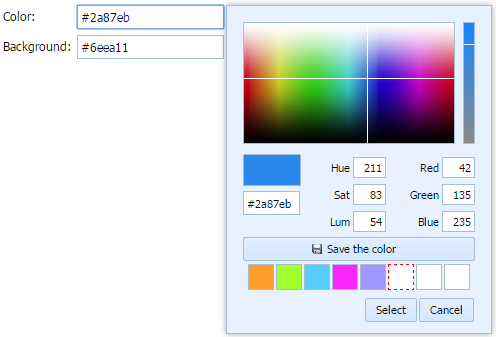 Color: #2a87eb
Background: #6eea11
Hue 211 Red 42
#2a87eb Sat 83 Green 135
Lum 54 Blue 235
Save the color
Select Cancel